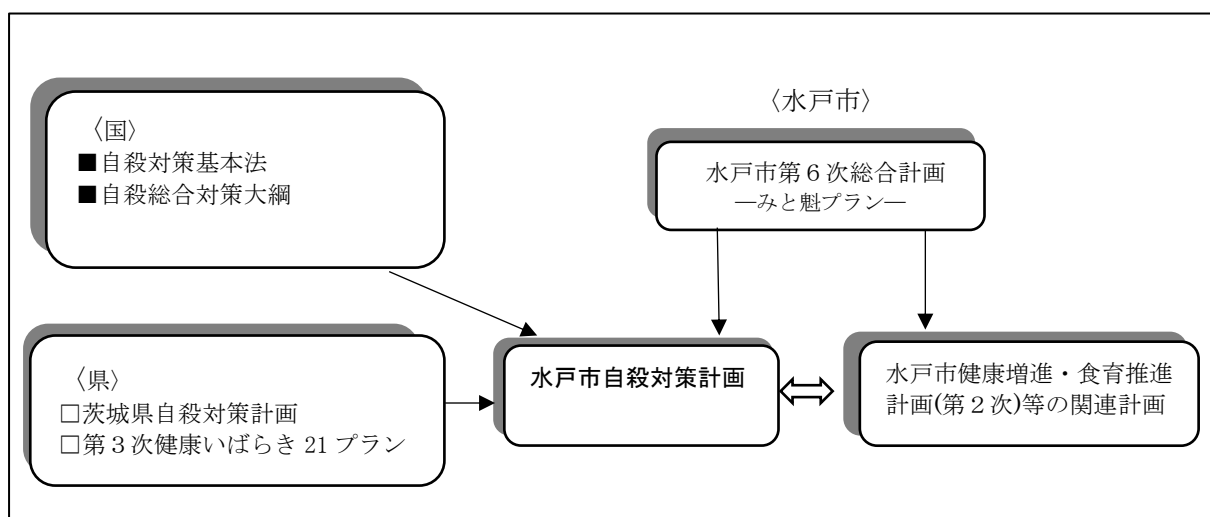 〈国〉
■自殺対策基本法
■自殺総合対策大綱
〈水戸市〉
水戸市第6次総合計画
―みと魁プラン―
〈県〉
□茨城県自殺対策計画
□第3次健康いばらき 21 プラン
水戸市自殺対策計画
水戸市健康増進・食育推進
計画(第2次)等の関連計画